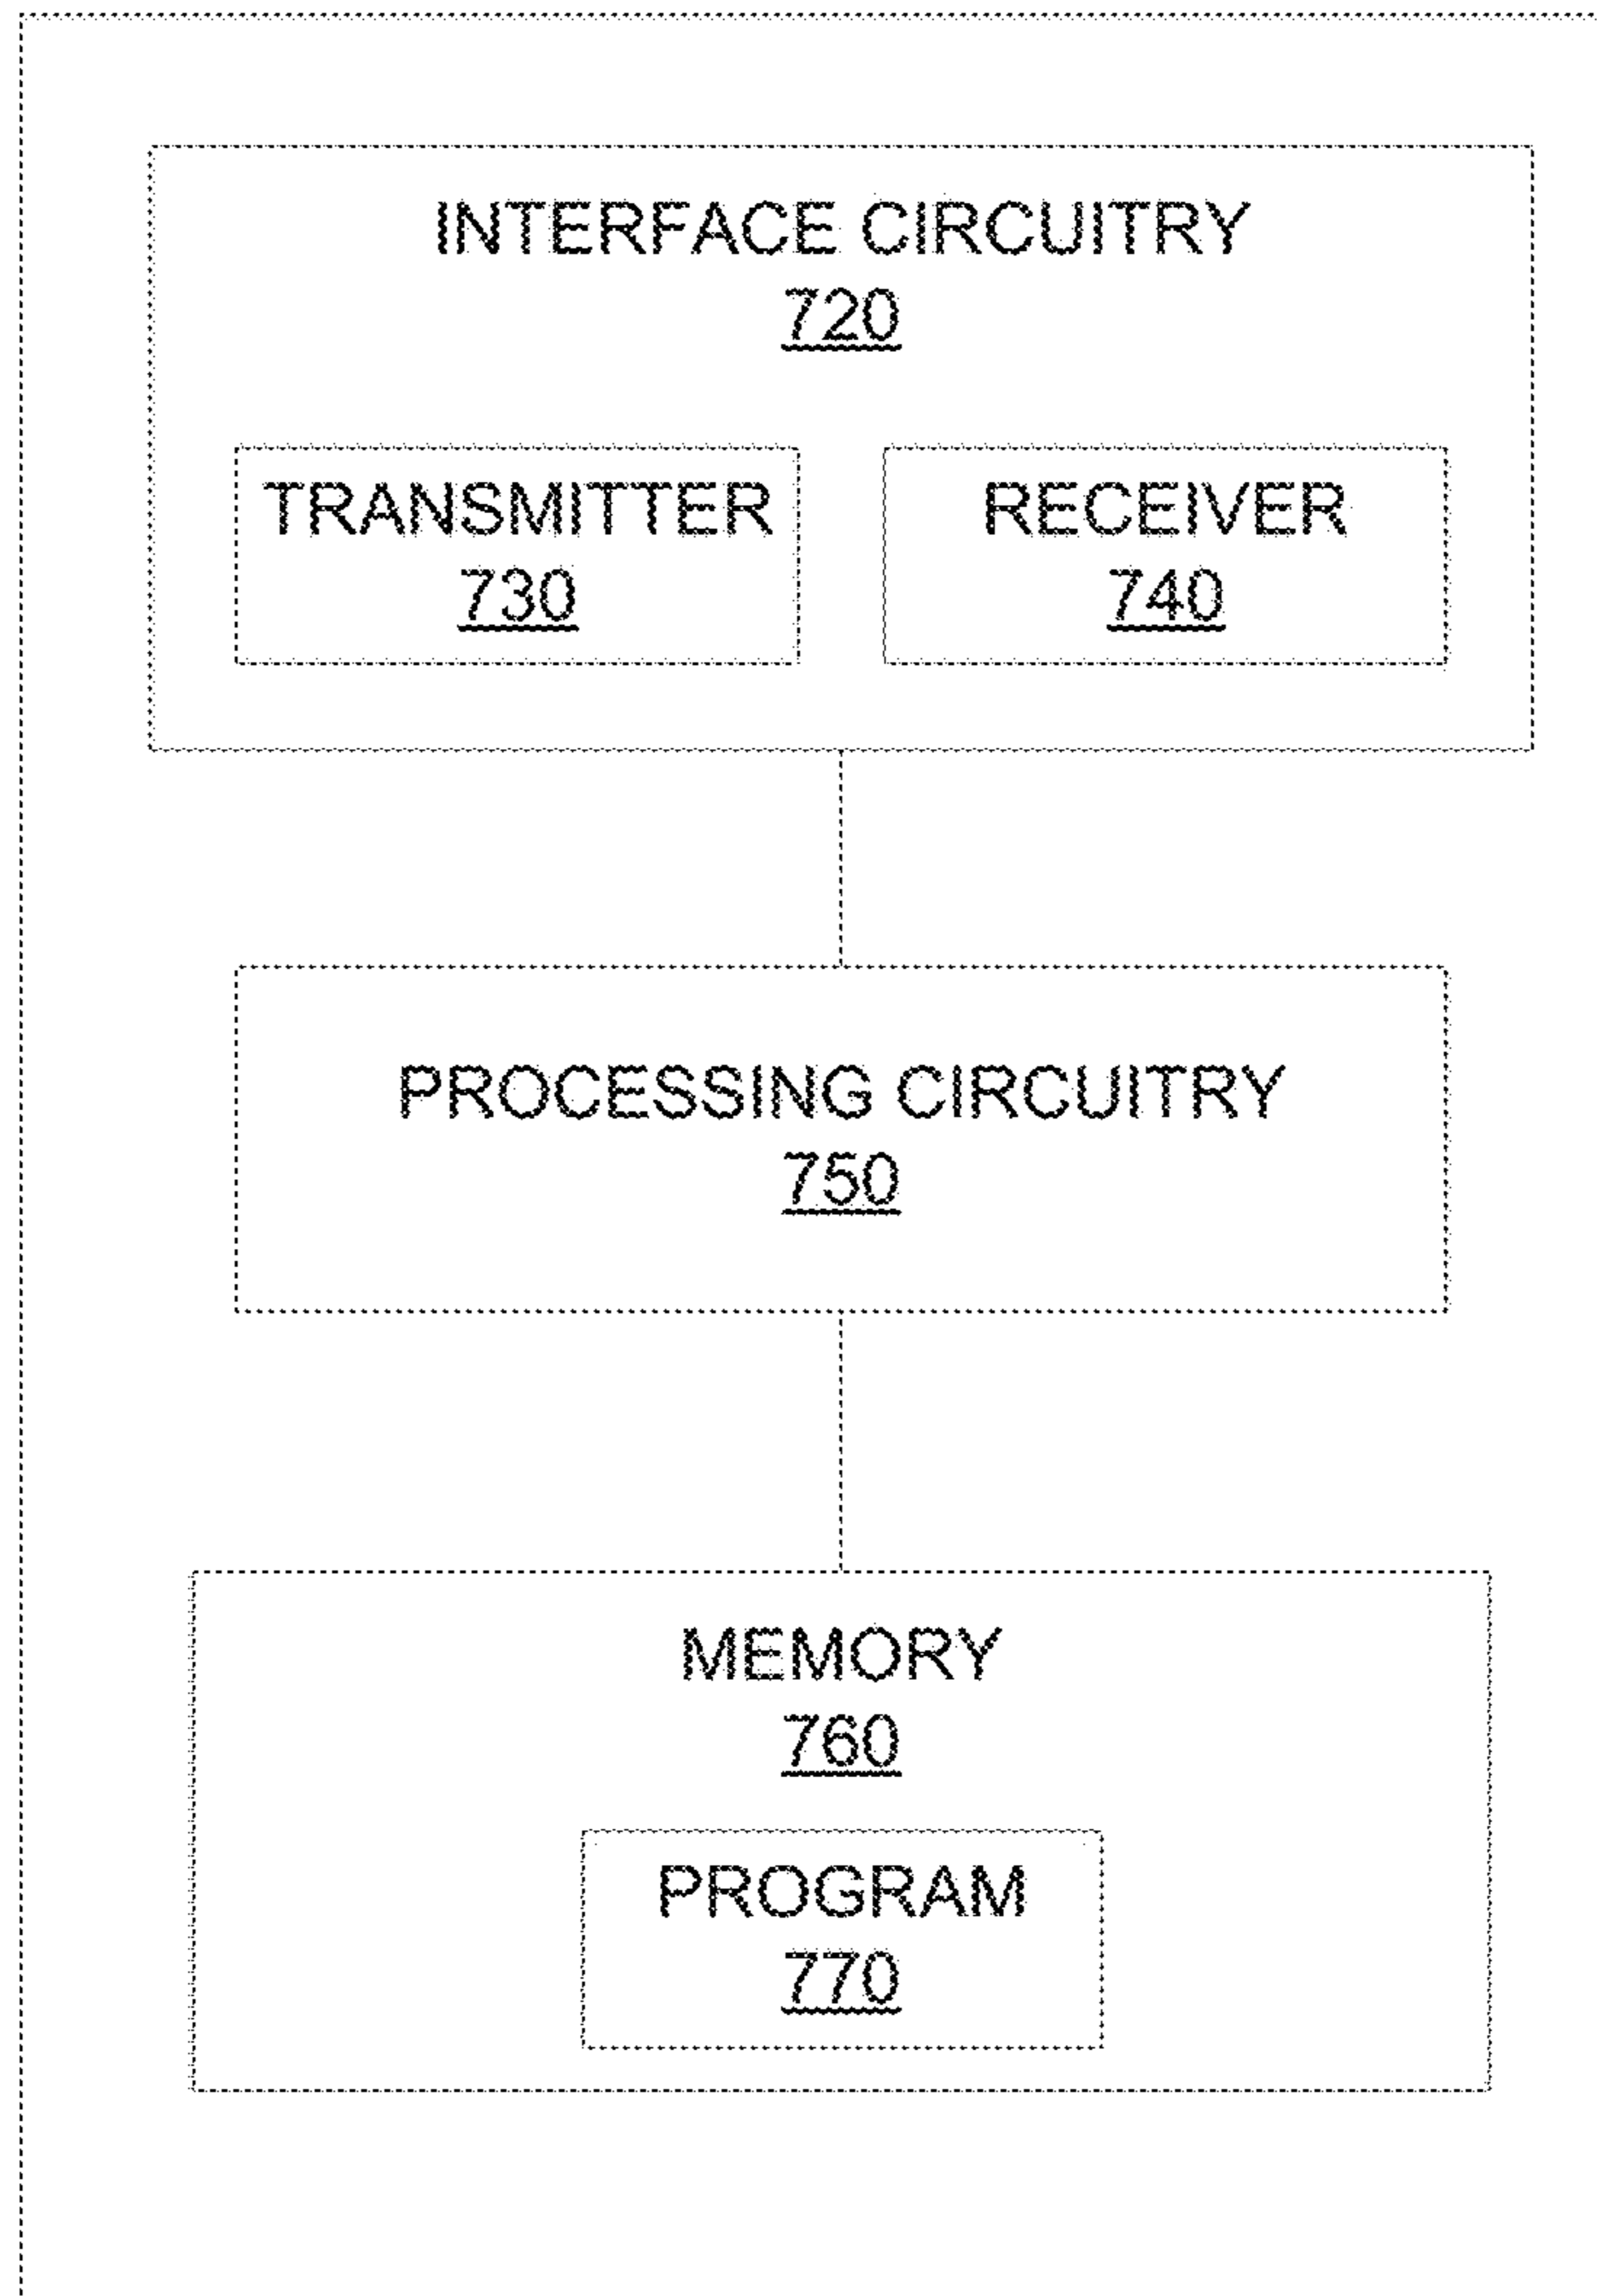 INTERFACE CIRCUITRY
720
TRANSMITTER
730
RECEIVER
740
PROCESSING CIRCUITRY
750
MEMORY
760
PROGRAM
770